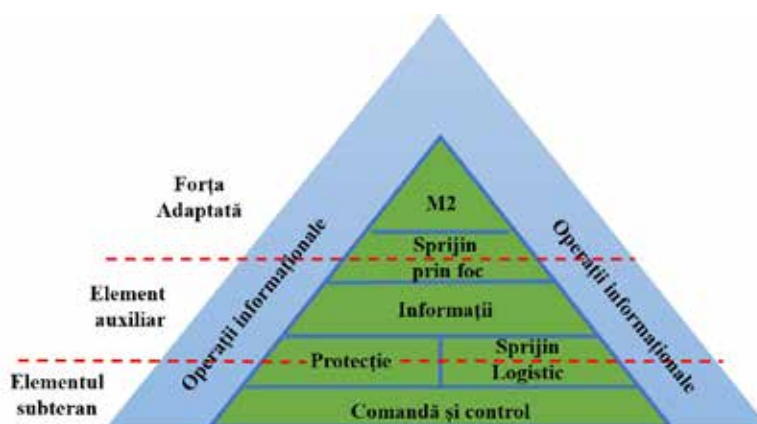 Forța
Adaptată
Element
auxiliar
Elementul
subteran
Operații informaționale
M2
Sprijin
prin foc
Informații
Protecție
Sprijin
Logistic
Comandă și control
Operații informaționale